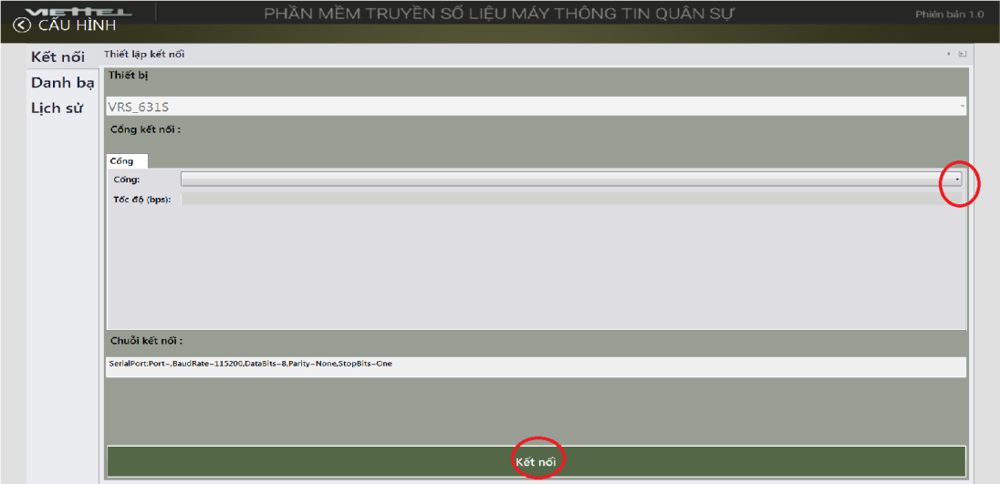 VIETTEL
PHẦN MỀM TRUYỀN SỐ LIỆU MÁY THÔNG TIN QUÂN SỰ
Phiên bản 1.0
CẤU HÌNH
Kết nối
Danh bạ
Lịch sử
Thiết lập kết nối
Thiết bị
VRS_631S
Cổng kết nối :
Cổng
Cổng:
Tốc độ (bps):
Chuỗi kết nối :
SerialPort:Port=,BaudRate=115200,DataBits=8,Parity=None,StopBits=One
Kết nối